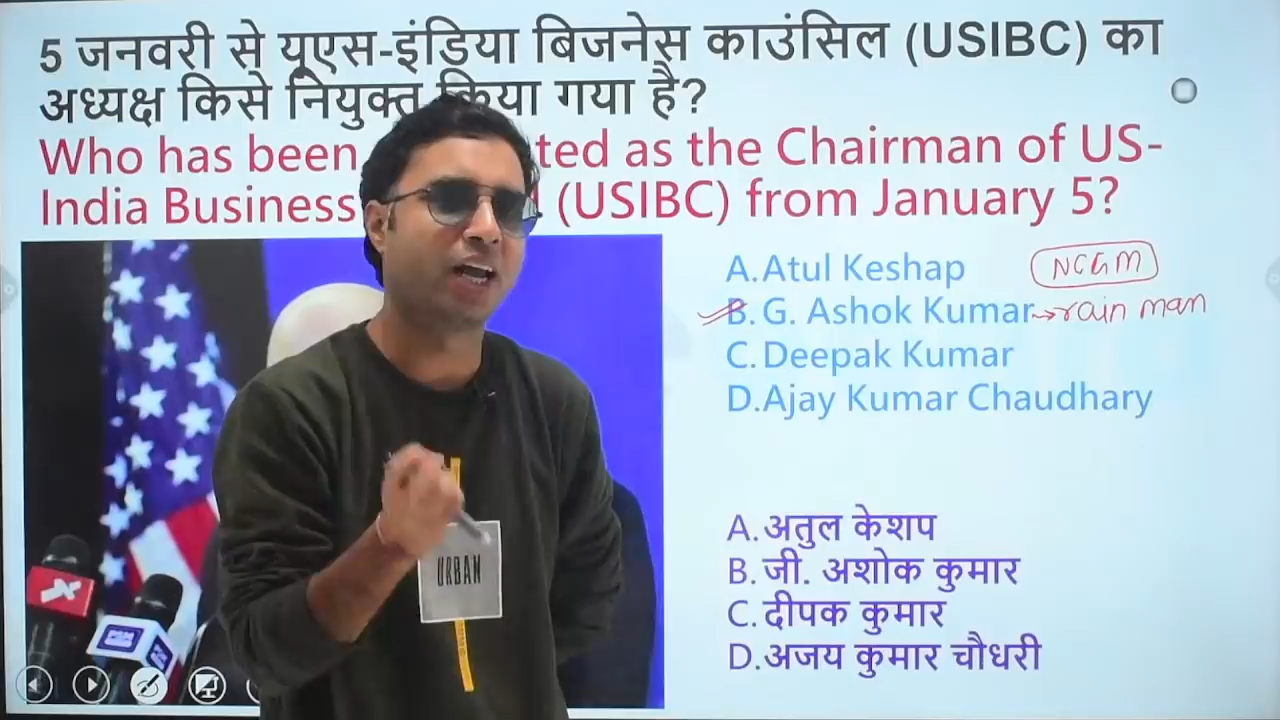 5 जनवरी से यूएस-इंडिया बिजनेस काउंसिल (USIBC) का
अध्यक्ष किसे नियुक्त किया गया है?
Who has been ted as the Chairman of US-
India Business (USIBC) from January 5?
A. Atul Keshap NCGM
B. G. Ashok Kumar → rain man
C. Deepak Kumar
D. Ajay Kumar Chaudhary
A. अतुल केशप
B. जी. अशोक कुमार
C. दीपक कुमार
D. अजय कुमार चौधरी
URBAN